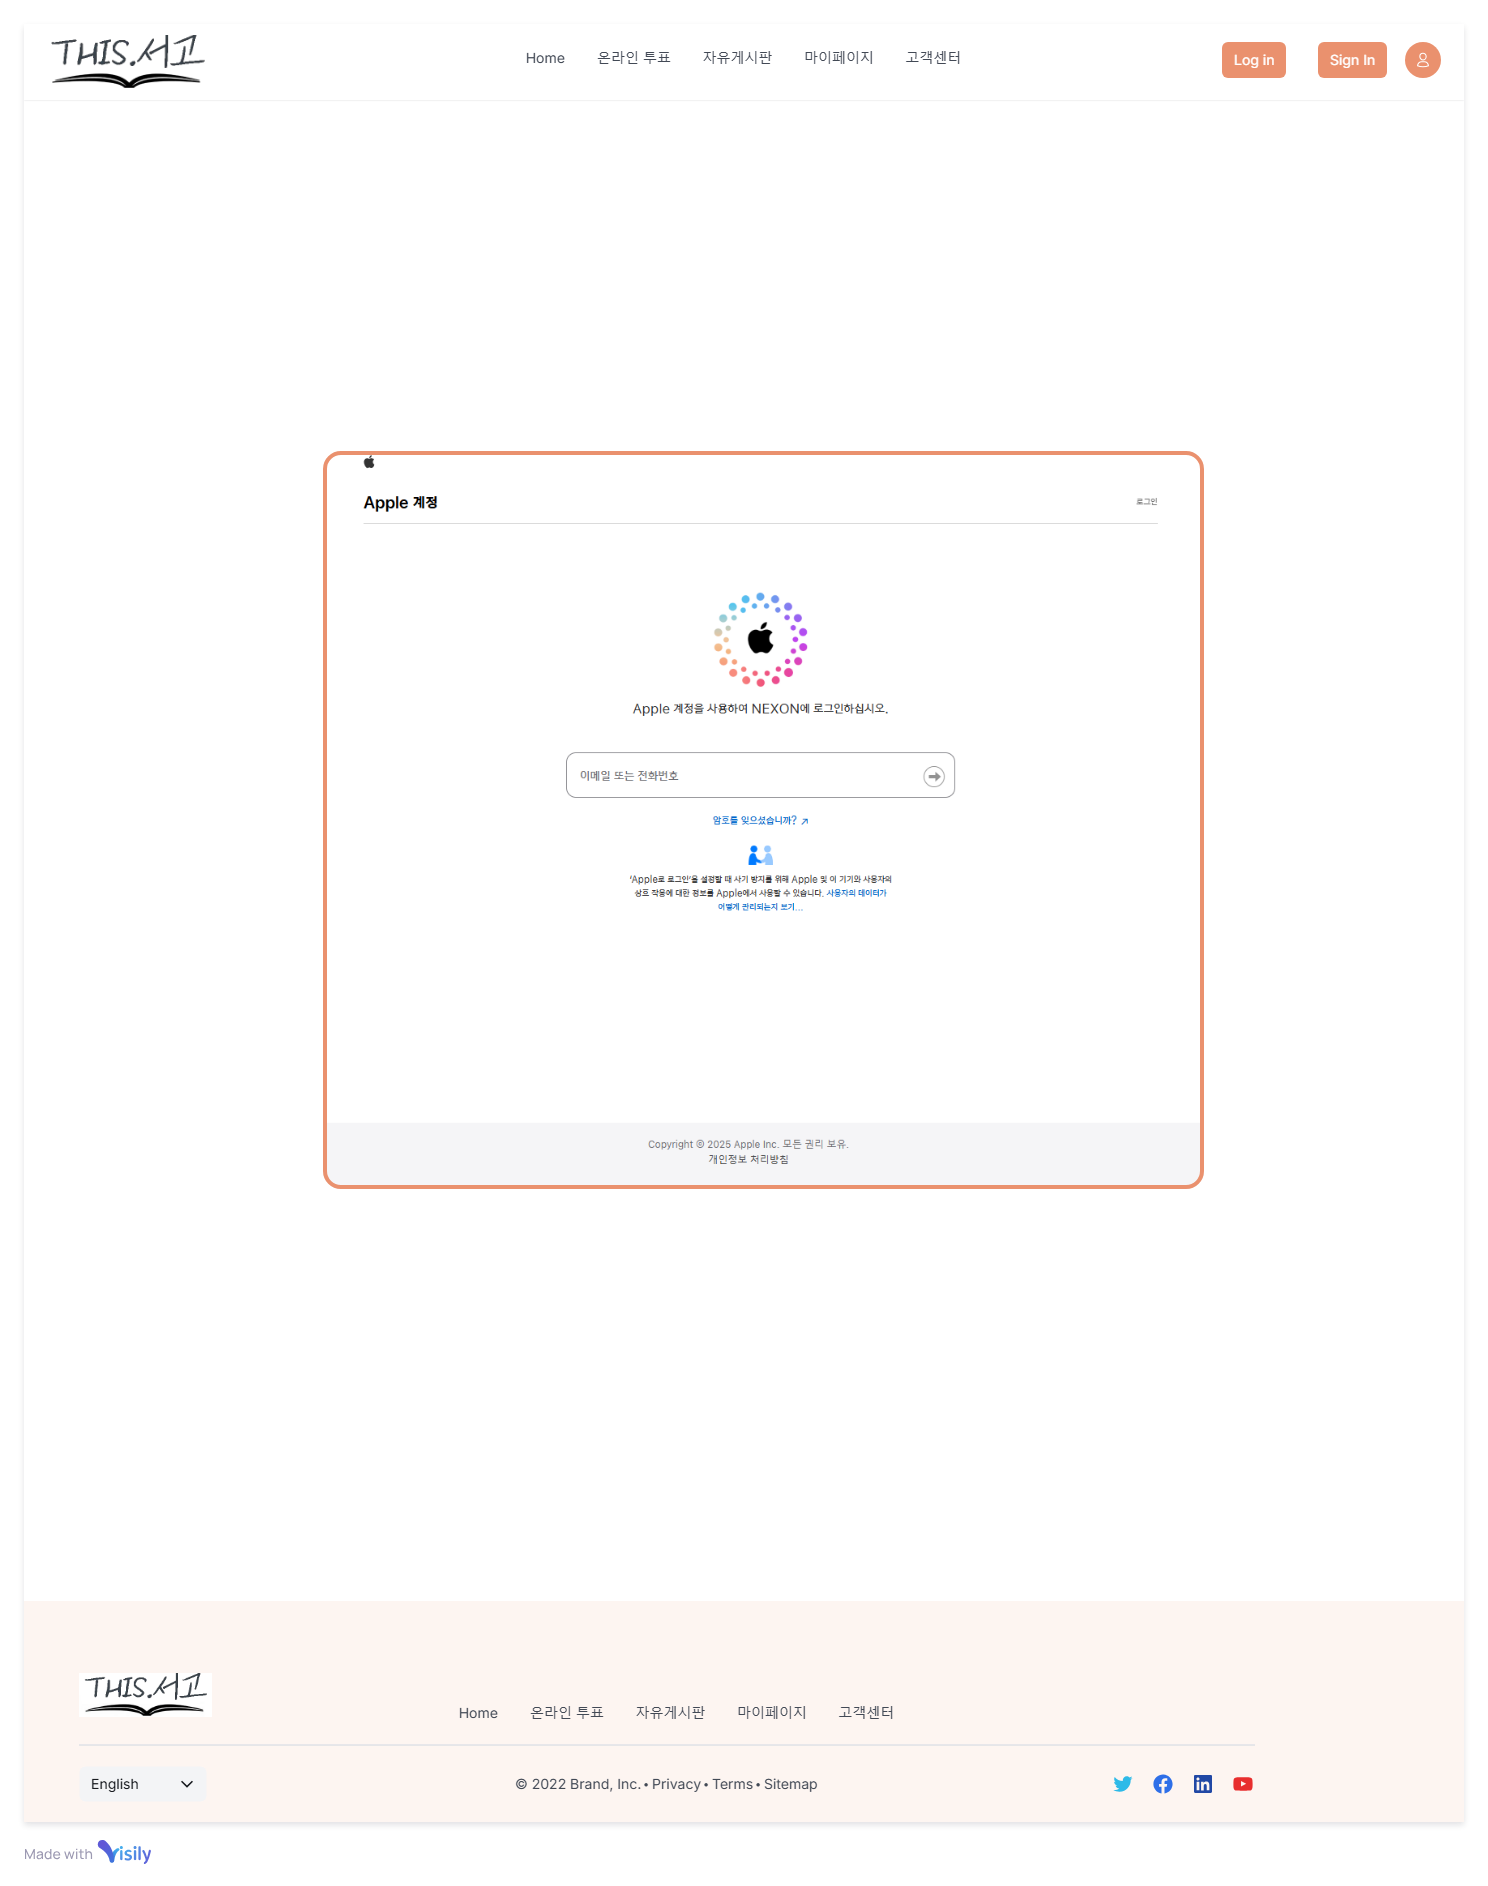 THIS.서고
Home 온라인 투표 자유게시판 마이페이지 고객센터
Log in Sign In
Apple 계정
로그인
Apple 계정을 사용하여 NEXON에 로그인하십시오.
이메일 또는 전화번호
암호를 잊으셨습니까? ↗
‘Apple로 로그인’을 설정할 때 사기 방지를 위해 Apple 및 이 기기와 사용자의
상호 작용에 대한 정보를 Apple에서 사용할 수 있습니다. 사용자의 데이터가
어떻게 관리되는지 보기...
Copyright © 2025 Apple Inc. 모든 권리 보유.
개인정보 처리방침
THIS.서고
Home 온라인 투표 자유게시판 마이페이지 고객센터
English
© 2022 Brand, Inc. • Privacy • Terms • Sitemap
Made with Visily